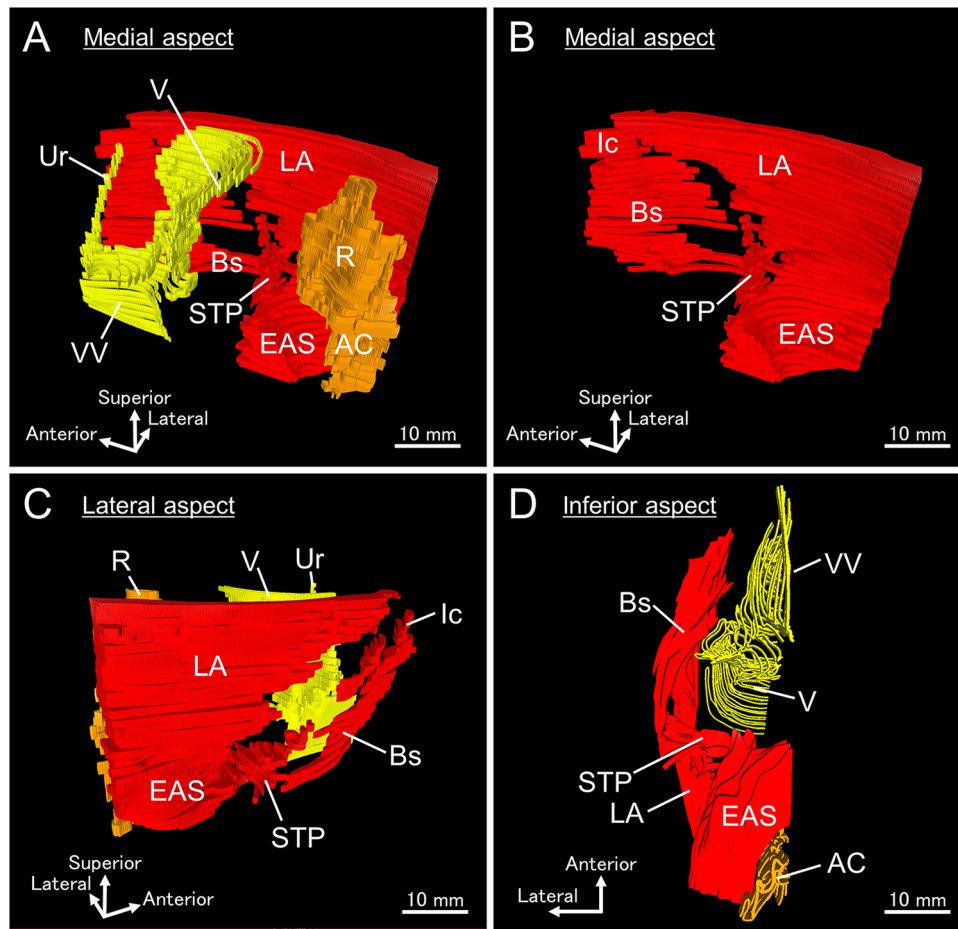 A Medial aspect
V
Ur
LA
Bs
R
STP
EAS
AC
VV
Superior
Lateral
Anterior
10 mm
B Medial aspect
Ic
LA
Bs
STP
EAS
Superior
Lateral
Anterior
10 mm
C Lateral aspect
R
V
Ur
Ic
LA
Bs
EAS
STP
Superior
Lateral
Anterior
10 mm
D Inferior aspect
VV
Bs
V
STP
LA
EAS
AC
Anterior
Lateral
10 mm